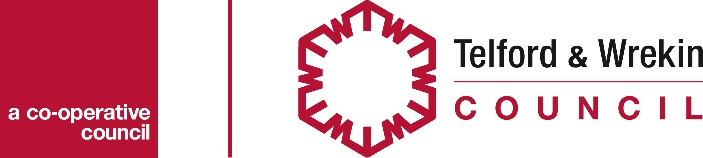 a co-operative
council
Telford & Wrekin
COUNCIL